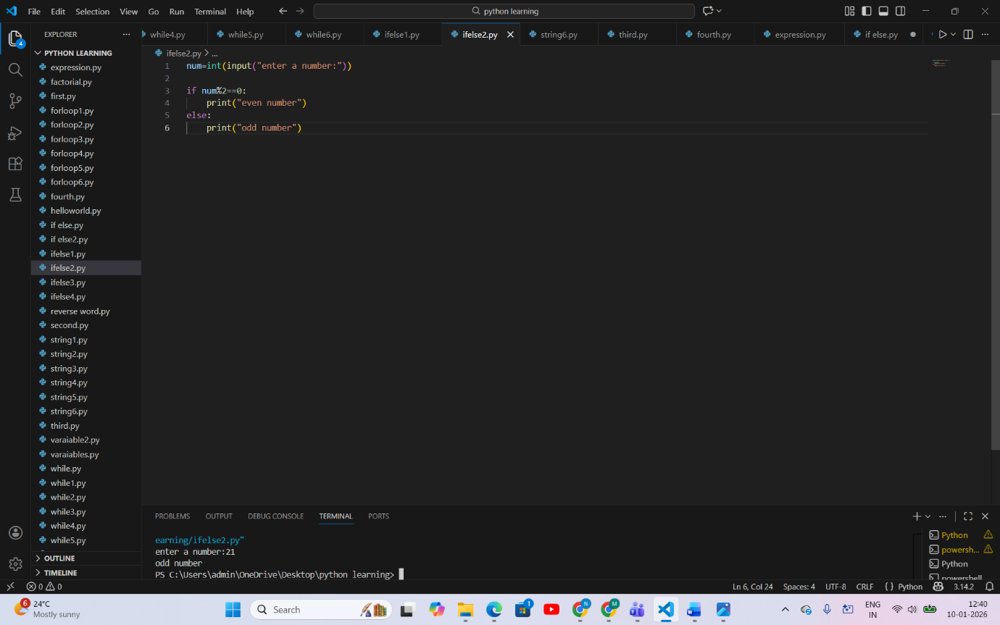 File Edit Selection View Go Run Terminal Help
python learning
EXPLORER
4
while4.py
while5.py
while6.py
ifelse1.py
ifelse2.py
string6.py
third.py
fourth.py
expression.py
if else.py
PYTHON LEARNING
expression.py
factorial.py
first.py
forloop1.py
forloop2.py
forloop3.py
forloop4.py
forloop5.py
forloop6.py
fourth.py
helloworld.py
if else.py
if else2.py
ifelse1.py
ifelse2.py
ifelse3.py
ifelse4.py
reverse word.py
second.py
string1.py
string2.py
string3.py
string4.py
string5.py
string6.py
third.py
varaiable2.py
varaiables.py
while.py
while1.py
while2.py
while3.py
while4.py
while5.py
OUTLINE
TIMELINE
ifelse2.py > ...
1 num=int(input("enter a number:"))
2
3 if num%2==0:
4 print("even number")
5 else:
6 print("odd number")
PROBLEMS OUTPUT DEBUG CONSOLE TERMINAL PORTS
earning/ifelse2.py"
enter a number:21
odd number
PS C:\Users\admin\OneDrive\Desktop\python learning>
Python
powersh...
Python
powershell
0 0
Ln 6, Col 24 Spaces: 4 UTF-8 CRLF { } Python 3.14.2
6
24°C
Mostly sunny
Search
1
N
M
ENG
IN
12:40
10-01-2026